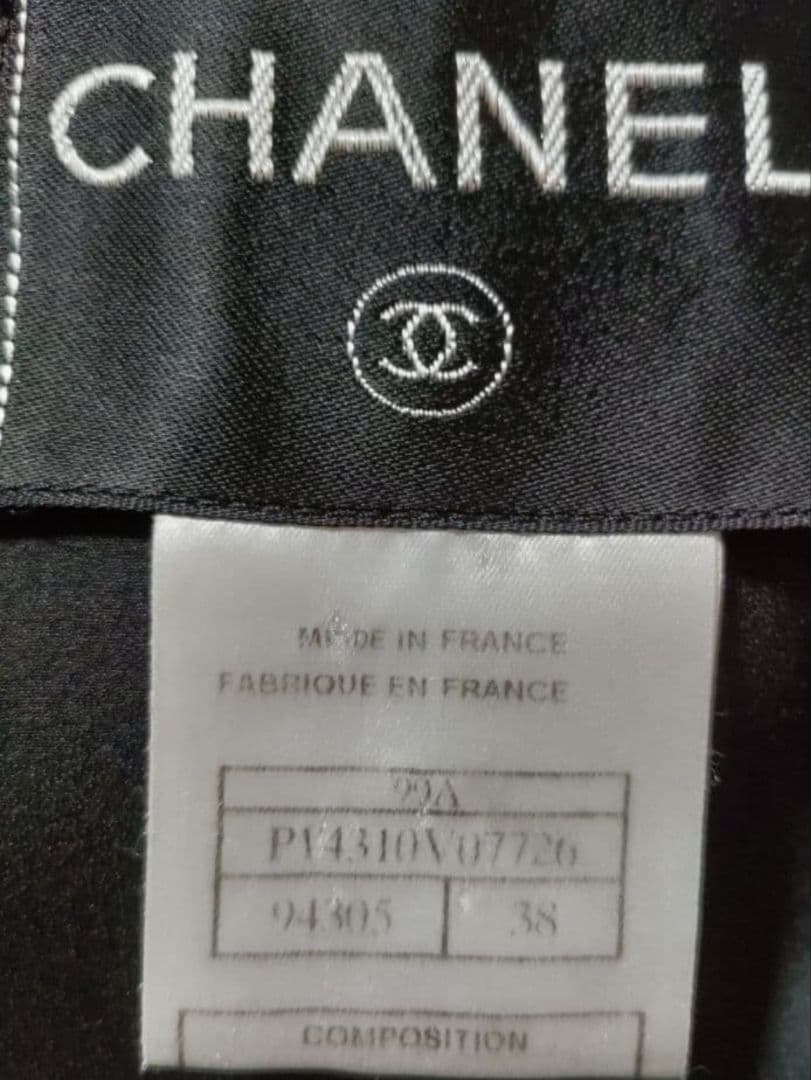 CHANEL
MADE IN FRANCE
FABRIQUE EN FRANCE
99A
P14310V07726
94305 38
COMPOSITION